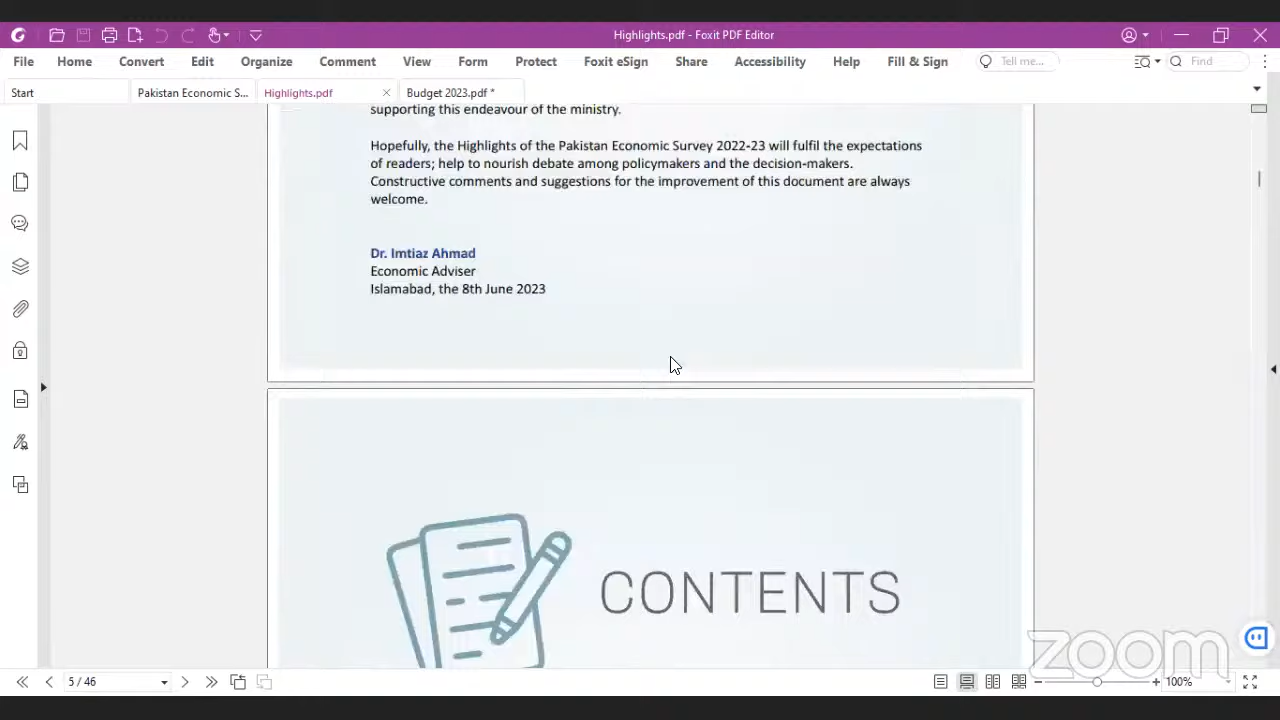 Highlights.pdf - Foxit PDF Editor
File Home Convert Edit Organize Comment View Form Protect Foxit eSign Share Accessibility Help Fill & Sign Tell me... Find
Start Pakistan Economic S... Highlights.pdf Budget 2023.pdf *
supporting this endeavour of the ministry.
Hopefully, the Highlights of the Pakistan Economic Survey 2022-23 will fulfil the expectations
of readers; help to nourish debate among policymakers and the decision-makers.
Constructive comments and suggestions for the improvement of this document are always
welcome.
Dr. Imtiaz Ahmad
Economic Adviser
Islamabad, the 8th June 2023
CONTENTS
zoom
5 / 46 100%